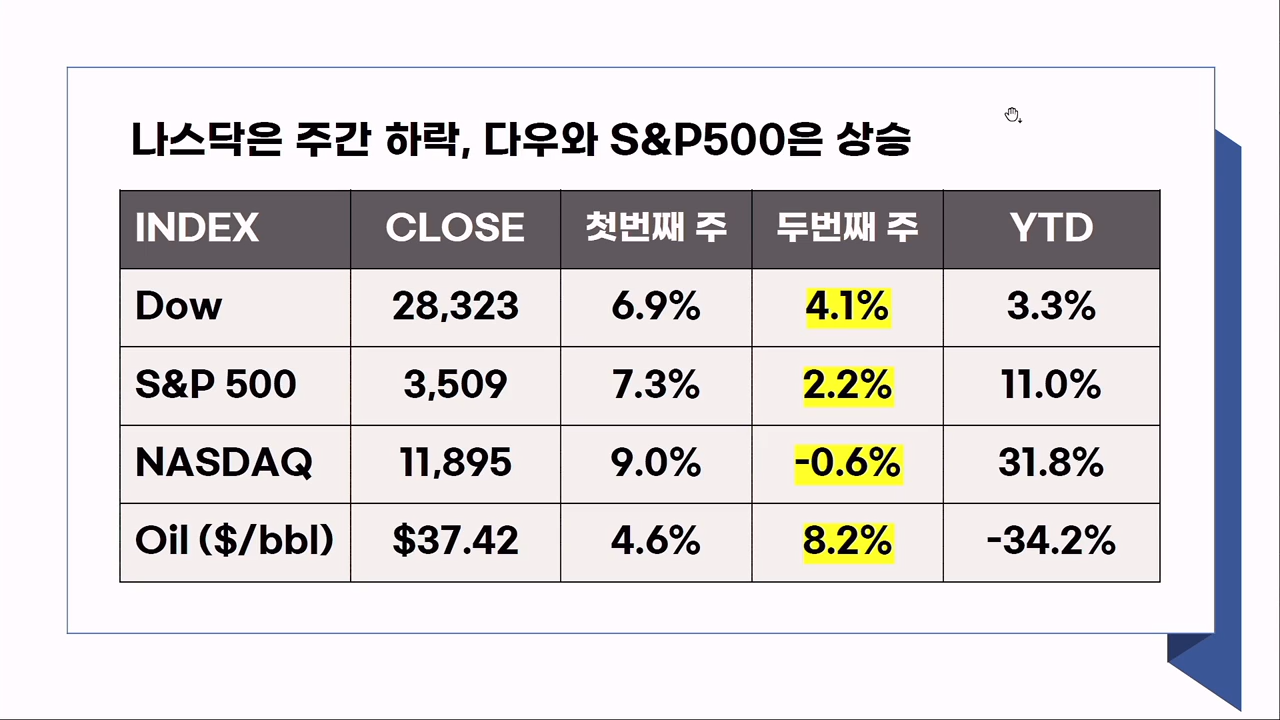 나스닥은 주간 하락, 다우와 S&P500은 상승
INDEX CLOSE 첫번째 주 두번째 주 YTD
Dow 28,323 6.9% 4.1% 3.3%
S&P 500 3,509 7.3% 2.2% 11.0%
NASDAQ 11,895 9.0% -0.6% 31.8%
Oil ($/bbl) $37.42 4.6% 8.2% -34.2%